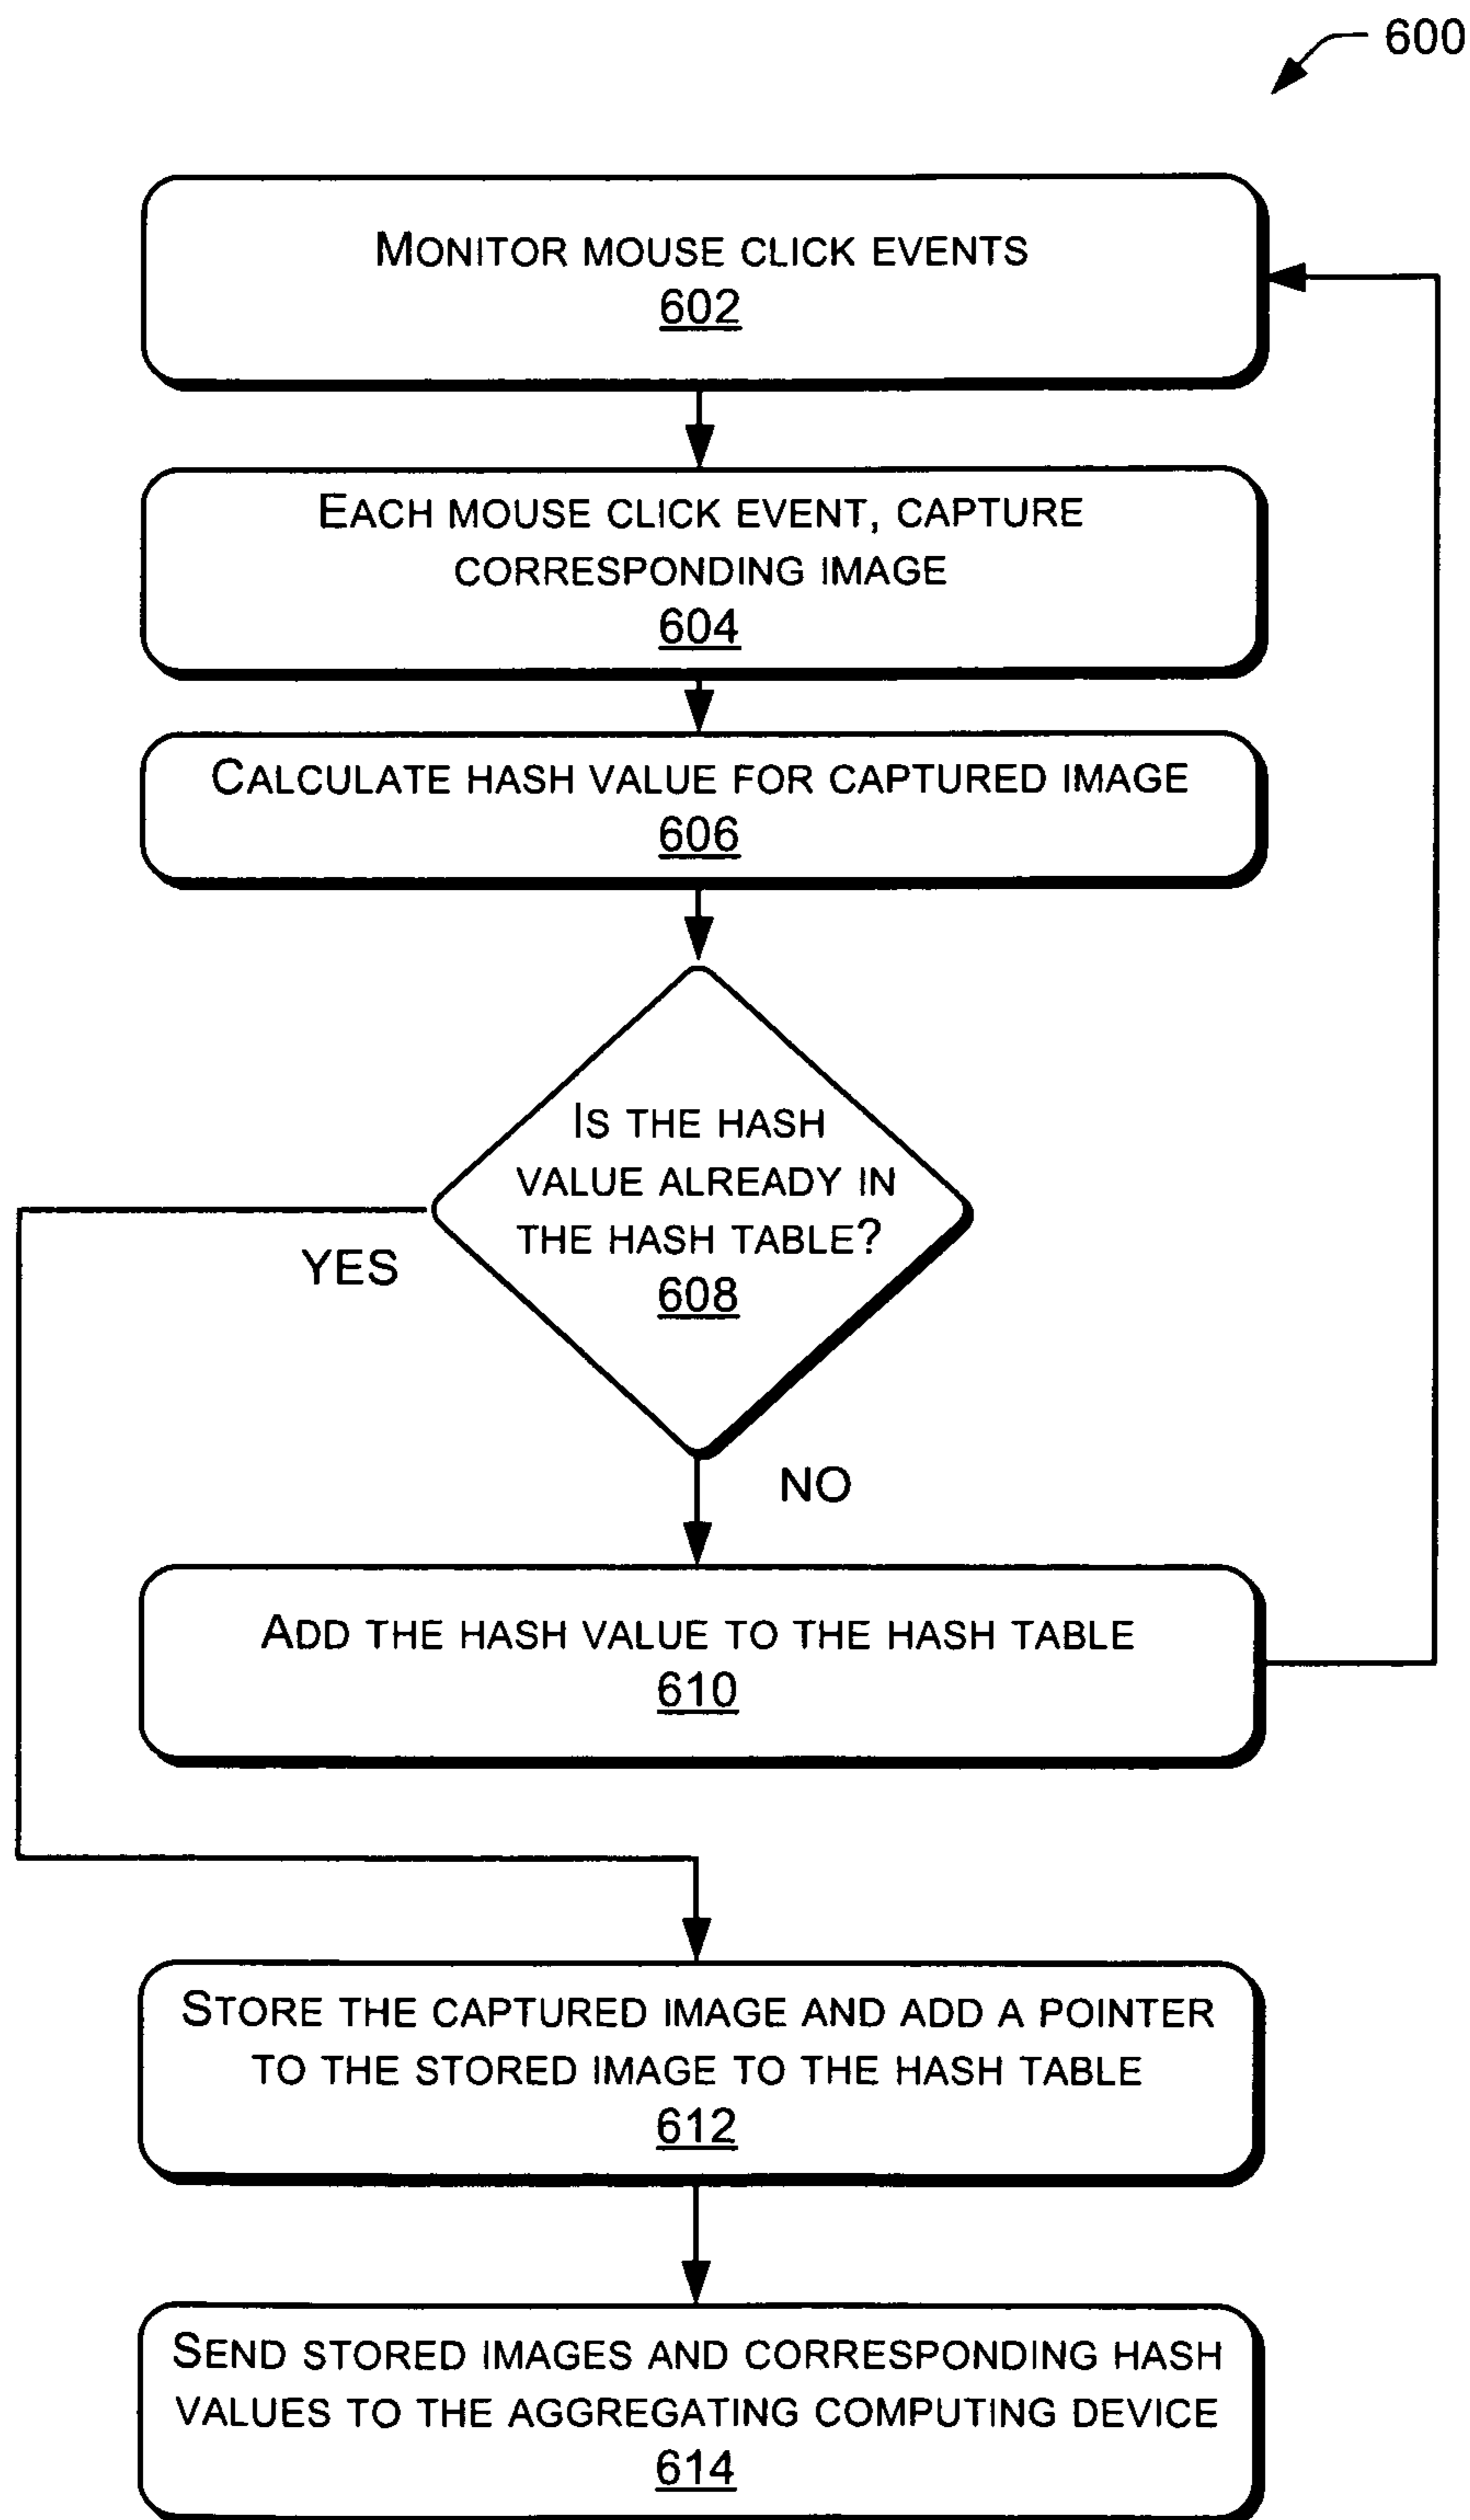 600
MONITOR MOUSE CLICK EVENTS
602
EACH MOUSE CLICK EVENT, CAPTURE
CORRESPONDING IMAGE
604
CALCULATE HASH VALUE FOR CAPTURED IMAGE
606
IS THE HASH
VALUE ALREADY IN
THE HASH TABLE?
608
YES
NO
ADD THE HASH VALUE TO THE HASH TABLE
610
STORE THE CAPTURED IMAGE AND ADD A POINTER
TO THE STORED IMAGE TO THE HASH TABLE
612
SEND STORED IMAGES AND CORRESPONDING HASH
VALUES TO THE AGGREGATING COMPUTING DEVICE
614